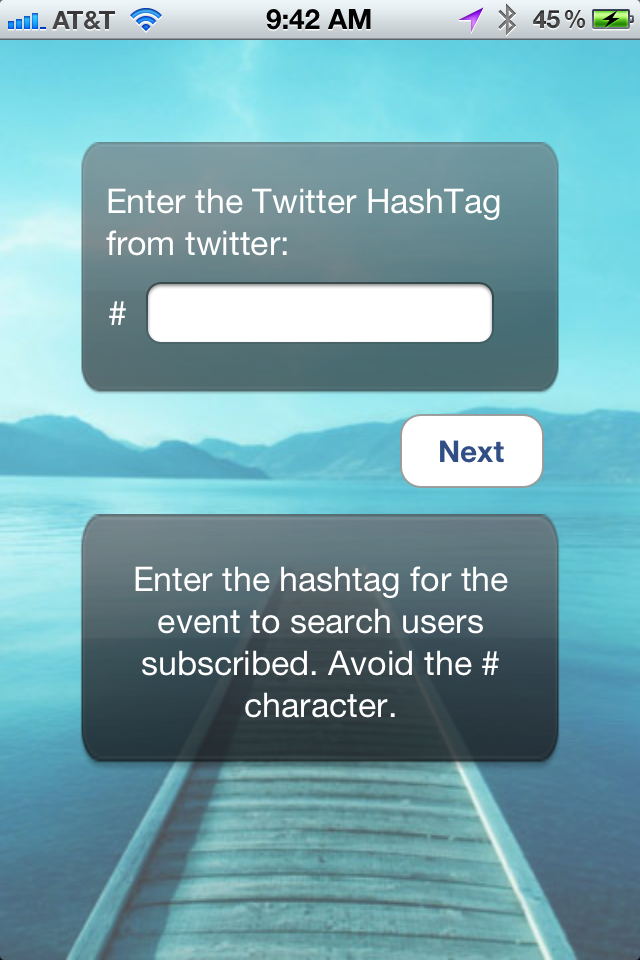 AT&T 9:42 AM 45%
Enter the Twitter HashTag
from twitter:
#
Next
Enter the hashtag for the
event to search users
subscribed. Avoid the #
character.